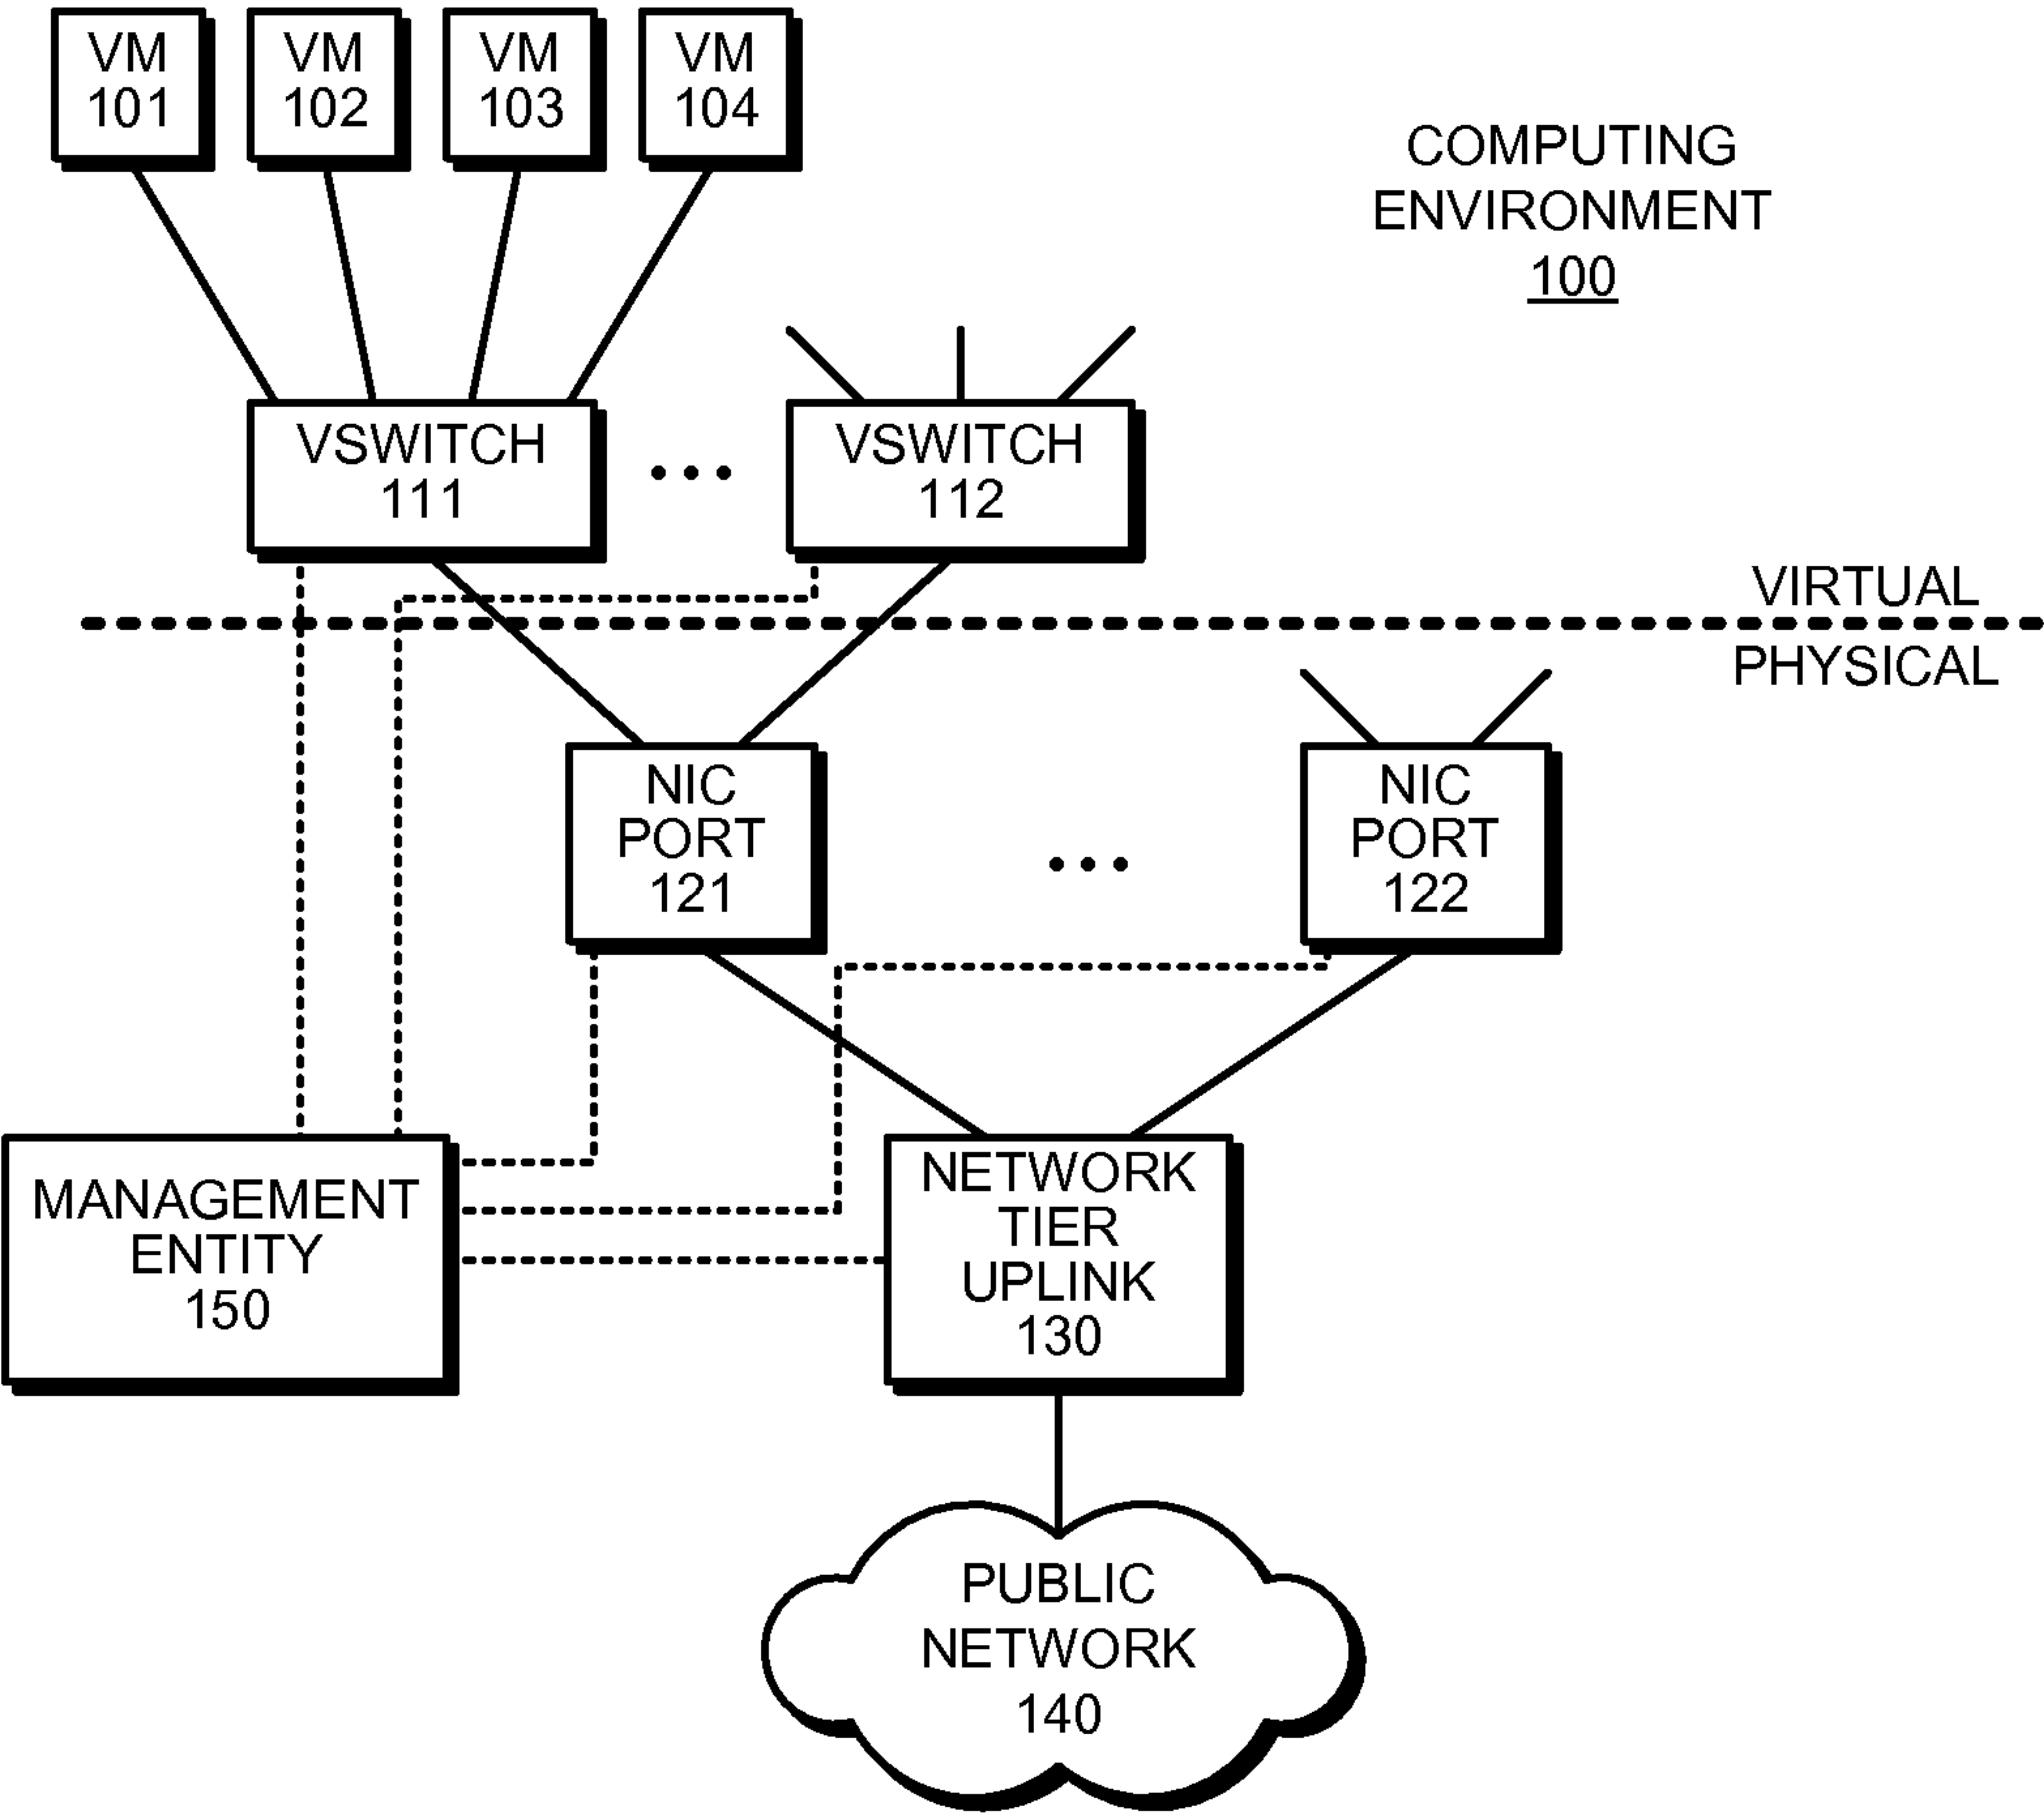 VM
101
VM
102
VM
103
VM
104
COMPUTING
ENVIRONMENT
100
VSWITCH
111
VSWITCH
112
VIRTUAL
PHYSICAL
NIC
PORT
121
NIC
PORT
122
MANAGEMENT
ENTITY
150
NETWORK
TIER
UPLINK
130
PUBLIC
NETWORK
140